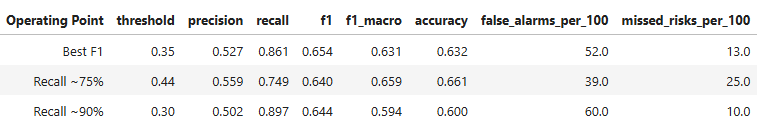 Operating Point threshold precision recall f1 f1_macro accuracy false_alarms_per_100 missed_risks_per_100
Best F1 0.35 0.527 0.861 0.654 0.631 0.632 52.0 13.0
Recall ~75% 0.44 0.559 0.749 0.640 0.659 0.661 39.0 25.0
Recall ~90% 0.30 0.502 0.897 0.644 0.594 0.600 60.0 10.0